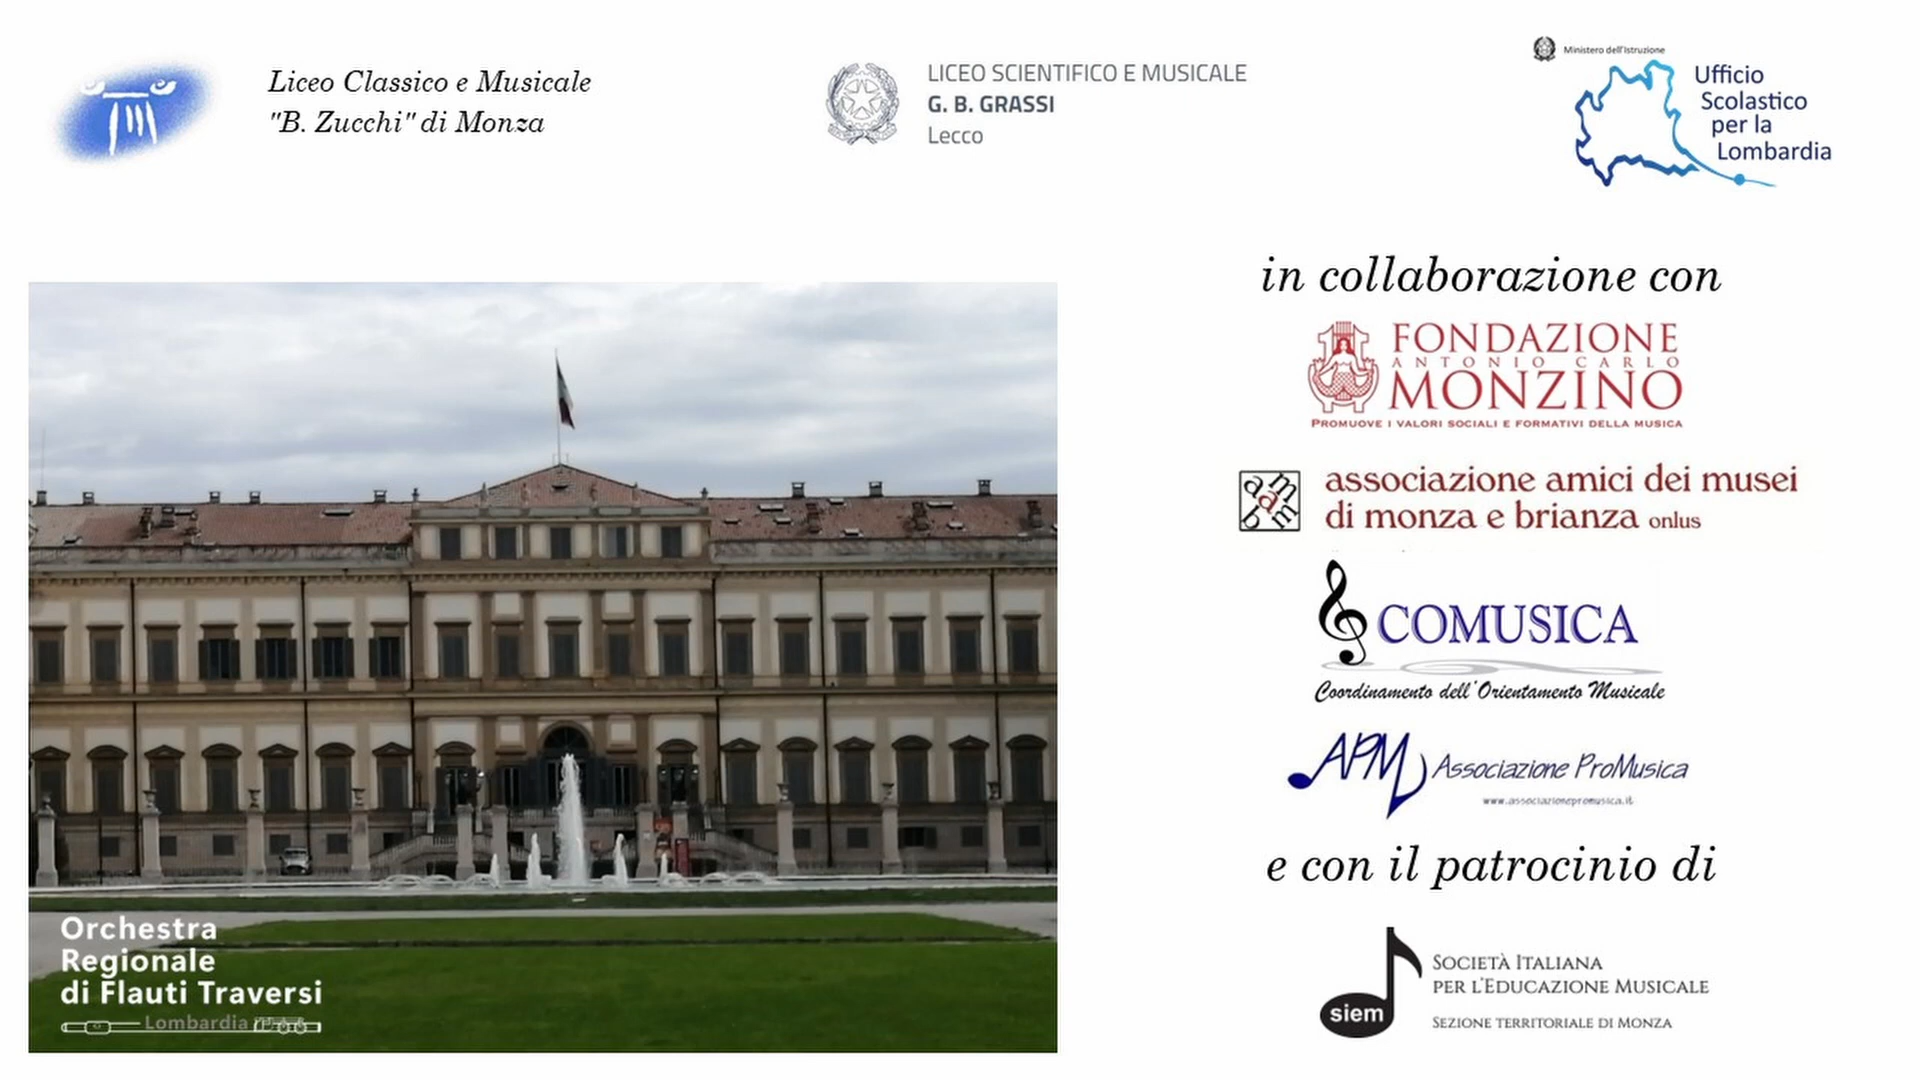 Liceo Classico e Musicale
"B. Zucchi" di Monza
LICEO SCIENTIFICO E MUSICALE
G. B. GRASSI
Lecco
Ministero dell'Istruzione
Ufficio
Scolastico
per la
Lombardia
in collaborazione con
FONDAZIONE
ANTONIO CARLO
MONZINO
PROMUOVE I VALORI SOCIALI E FORMATIVI DELLA MUSICA
associazione amici dei musei
di monza e brianza onlus
COMUSICA
Coordinamento dell'Orientamento Musicale
APM Associazione ProMusica
www.associazionepromusica.it
e con il patrocinio di
siem
SOCIETÀ ITALIANA
PER L'EDUCAZIONE MUSICALE
SEZIONE TERRITORIALE DI MONZA
Orchestra
Regionale
di Flauti Traversi
Lombardia